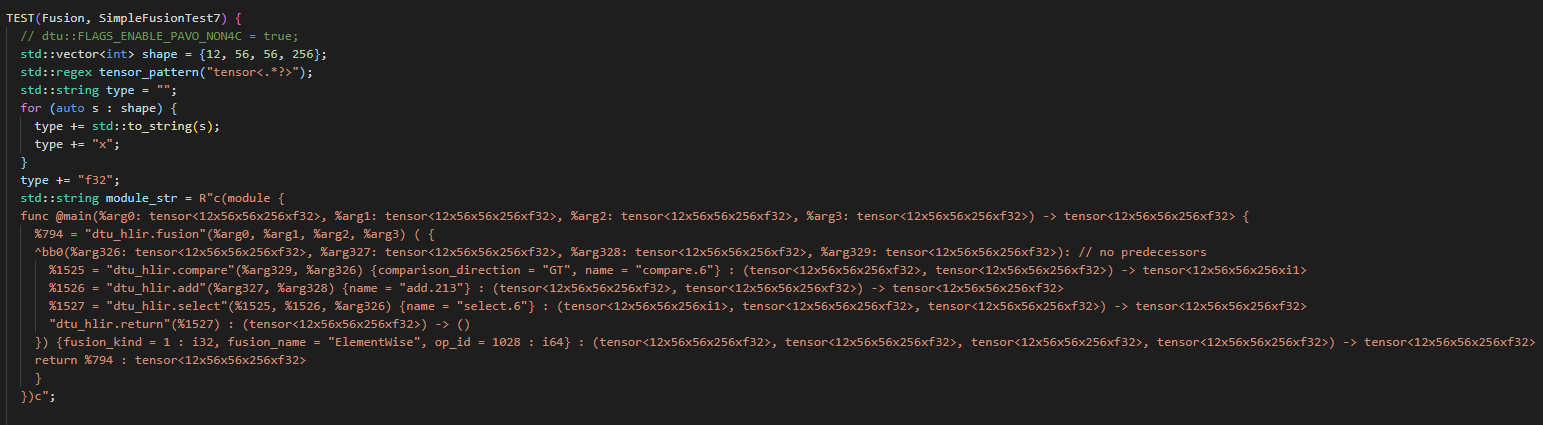 TEST(Fusion, SimpleFusionTest7) {
// dtu::FLAGS_ENABLE_PAVO_NON4C = true;
std::vector<int> shape = {12, 56, 56, 256};
std::regex tensor_pattern("tensor<.*?>");
std::string type = "";
for (auto s : shape) {
type += std::to_string(s);
type += "x";
}
type += "f32";
std::string module_str = R"c(module {
func @main(%arg0: tensor<12x56x56x256xf32>, %arg1: tensor<12x56x56x256xf32>, %arg2: tensor<12x56x56x256xf32>, %arg3: tensor<12x56x56x256xf32>) -> tensor<12x56x56x256xf32> {
%794 = "dtu_hlir.fusion"(%arg0, %arg1, %arg2, %arg3) ( {
^bb0(%arg326: tensor<12x56x56x256xf32>, %arg327: tensor<12x56x56x256xf32>, %arg328: tensor<12x56x56x256xf32>, %arg329: tensor<12x56x56x256xf32>): // no predecessors
%1525 = "dtu_hlir.compare"(%arg329, %arg326) {comparison_direction = "GT", name = "compare.6"} : (tensor<12x56x56x256xf32>, tensor<12x56x56x256xf32>) -> tensor<12x56x56x256xi1>
%1526 = "dtu_hlir.add"(%arg327, %arg328) {name = "add.213"} : (tensor<12x56x56x256xf32>, tensor<12x56x56x256xf32>) -> tensor<12x56x56x256xf32>
%1527 = "dtu_hlir.select"(%1525, %1526, %arg326) {name = "select.6"} : (tensor<12x56x56x256xi1>, tensor<12x56x56x256xf32>, tensor<12x56x56x256xf32>) -> tensor<12x56x56x256xf32>
"dtu_hlir.return"(%1527) : (tensor<12x56x56x256xf32>) -> ()
}) {fusion_kind = 1 : i32, fusion_name = "ElementWise", op_id = 1028 : i64} : (tensor<12x56x56x256xf32>, tensor<12x56x56x256xf32>, tensor<12x56x56x256xf32>, tensor<12x56x56x256xf32>) -> tensor<12x56x56x256xf32>
return %794 : tensor<12x56x56x256xf32>
}
})c";